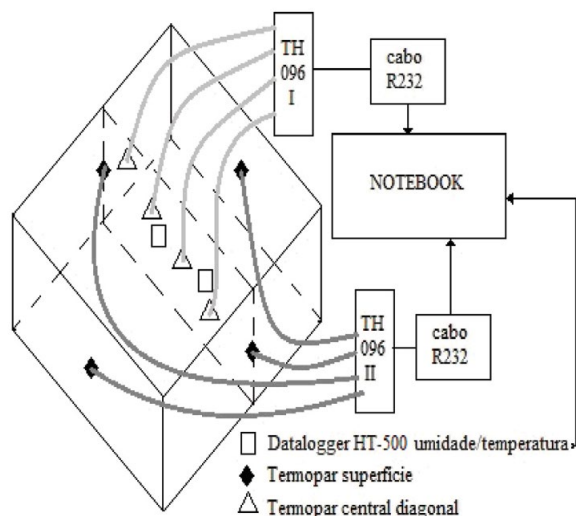 TH
096
I
cabo
R232
NOTEBOOK
TH
096
II
cabo
R232
Datalogger HT-500 umidade/temperatura
Termopar superfície
Termopar central diagonal